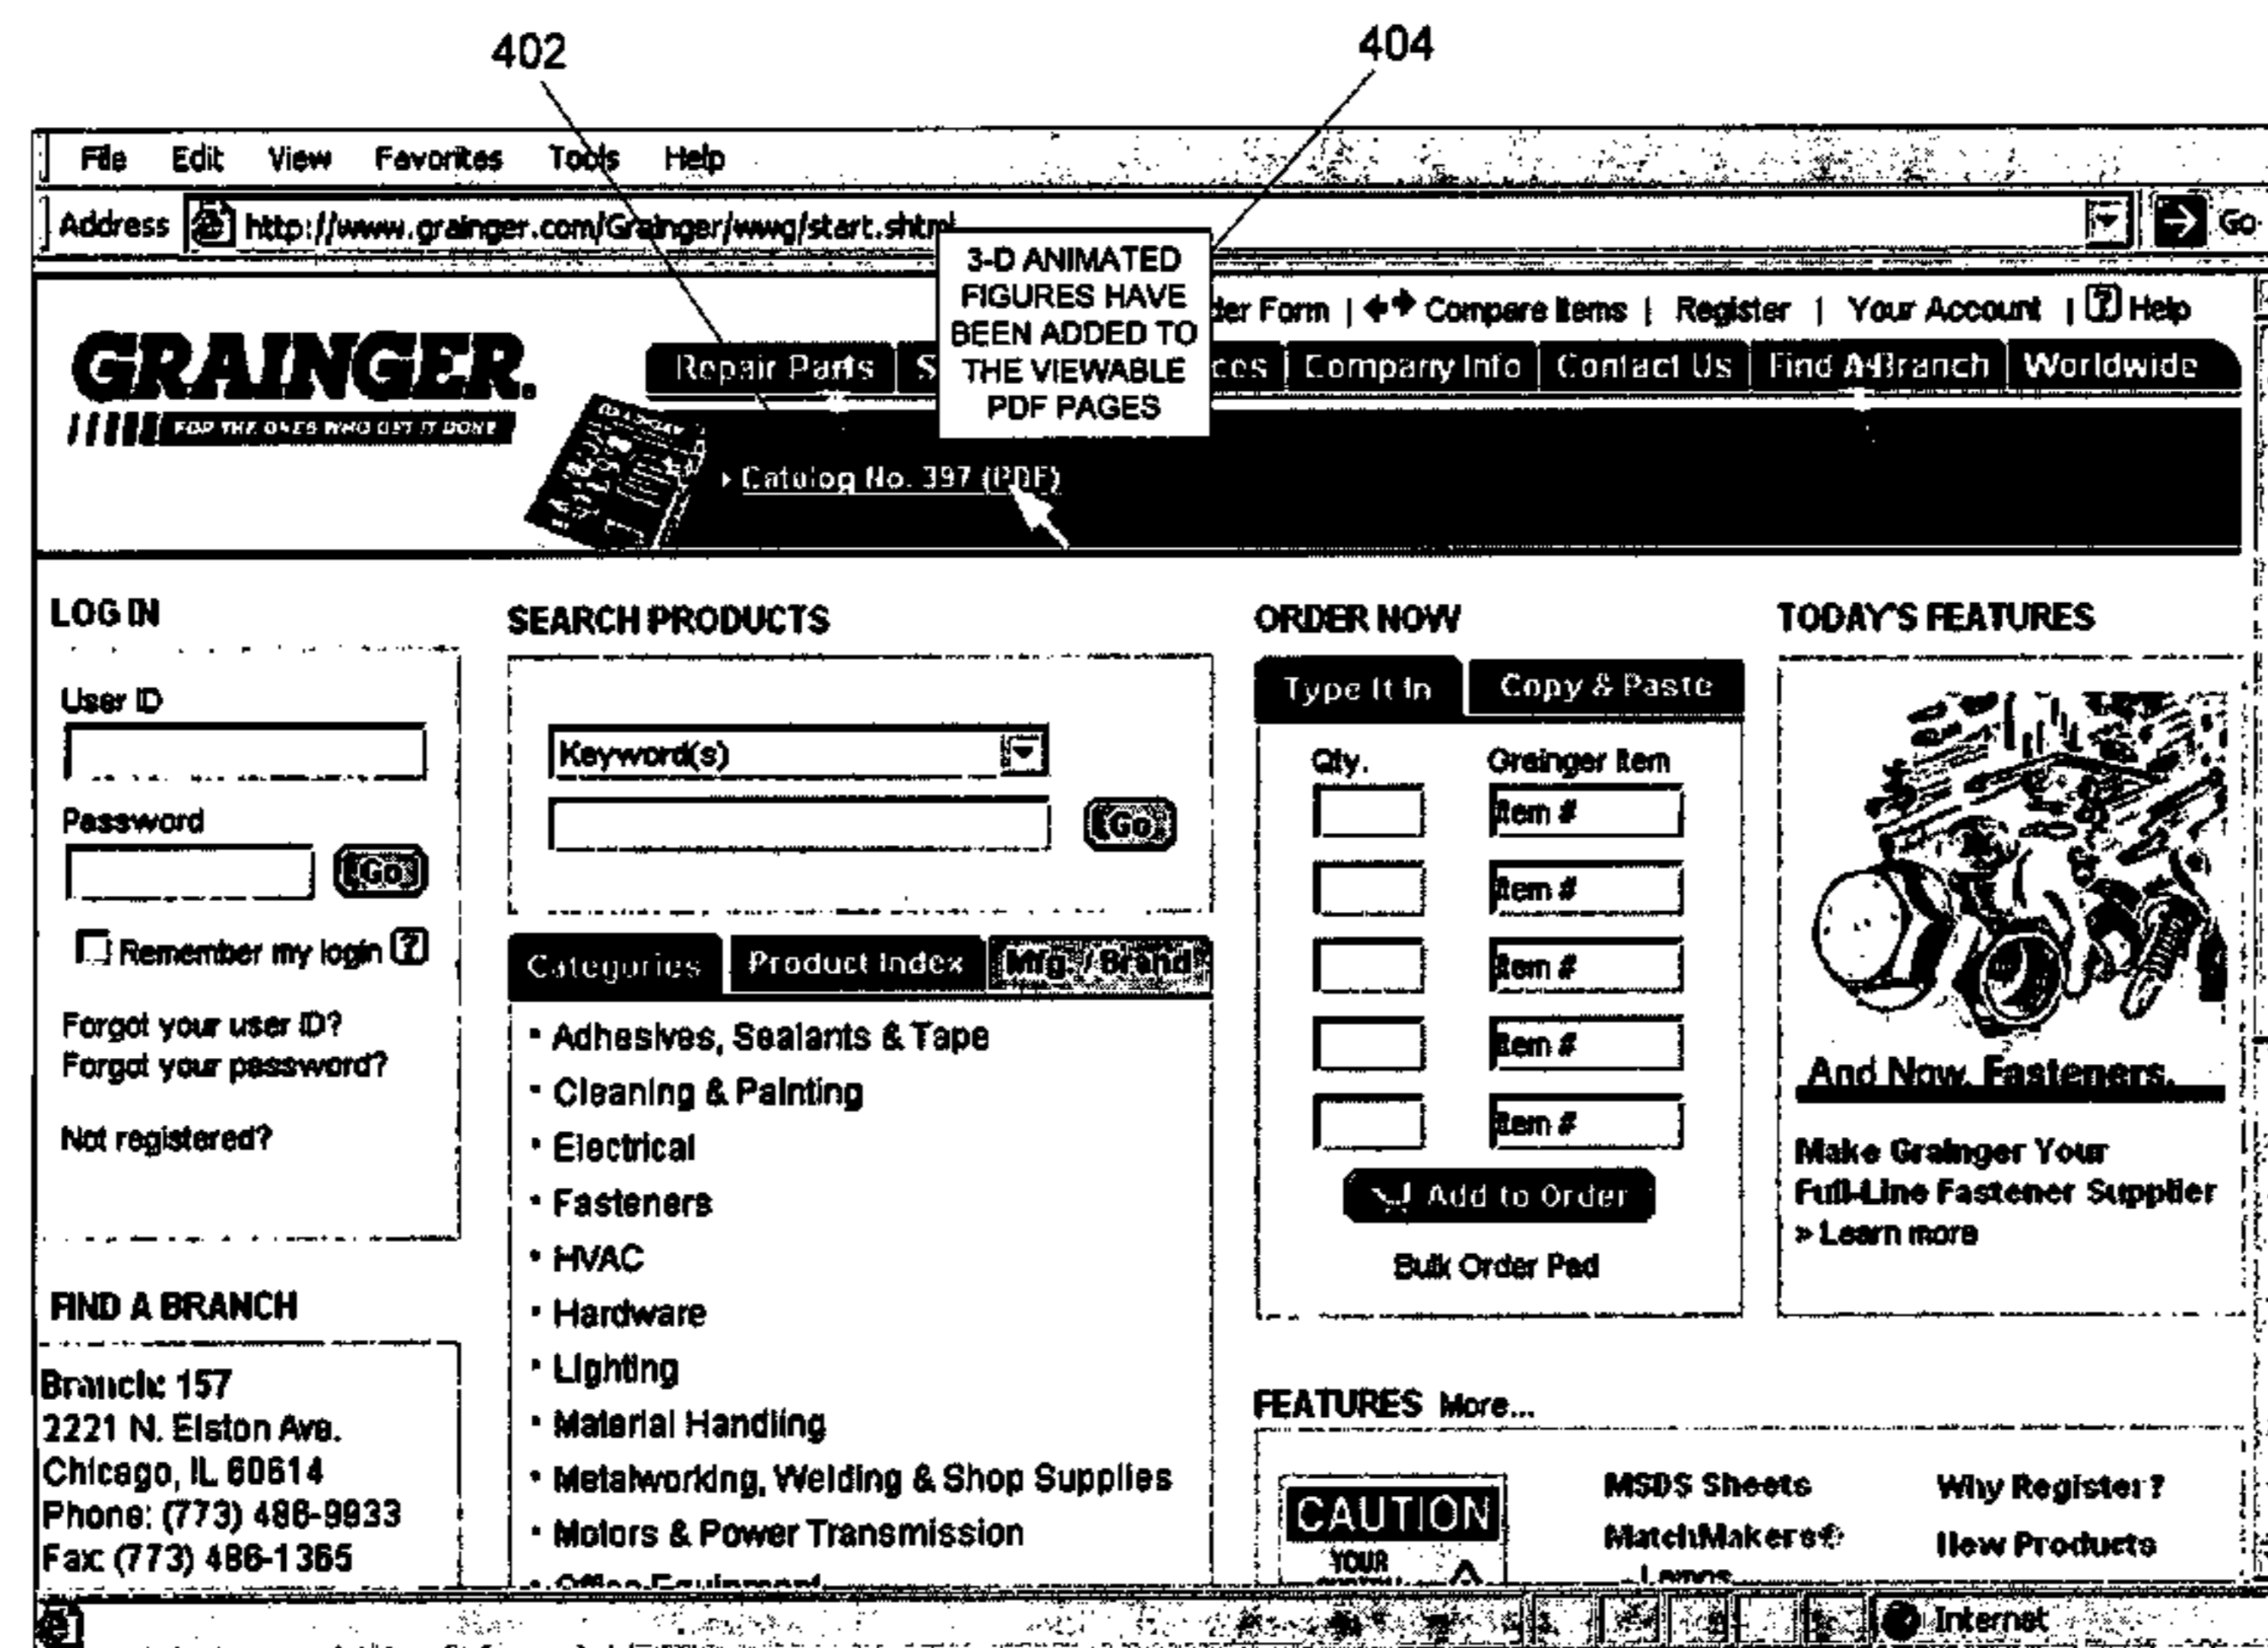 402
404
File Edit View Favorites Tools Help
Address http://www.grainger.com/Grainger/wwg/start.shtml Go
3-D ANIMATED
FIGURES HAVE
BEEN ADDED TO
THE VIEWABLE
PDF PAGES
der Form | Compare Items | Register | Your Account | ? Help
GRAINGER.
FOR THE ONES WHO GET IT DONE
Repair Parts S ces Company Info Contact Us Find A Branch Worldwide
Catalog No. 397 (PDF)
LOG IN
User ID
Password
Go
Remember my login ?
Forgot your user ID?
Forgot your password?
Not registered?
FIND A BRANCH
Branch: 157
2221 N. Elston Ave.
Chicago, IL 60614
Phone: (773) 486-9933
Fax: (773) 486-1365
SEARCH PRODUCTS
Keyword(s)
Go
Categories Product Index Mfg. / Brand
· Adhesives, Sealants & Tape
· Cleaning & Painting
· Electrical
· Fasteners
· HVAC
· Hardware
· Lighting
· Material Handling
· Metalworking, Welding & Shop Supplies
· Motors & Power Transmission
· Office Equipment
ORDER NOW
Type It In Copy & Paste
Qty. Grainger Item
Item #
Item #
Item #
Item #
Item #
Add to Order
Bulk Order Pad
TODAY'S FEATURES
And Now, Fasteners.
Make Grainger Your
Full-Line Fastener Supplier
» Learn more
FEATURES More...
CAUTION
YOUR
MSDS Sheets
MatchMakers®
- Lamps
Why Register?
New Products
Internet